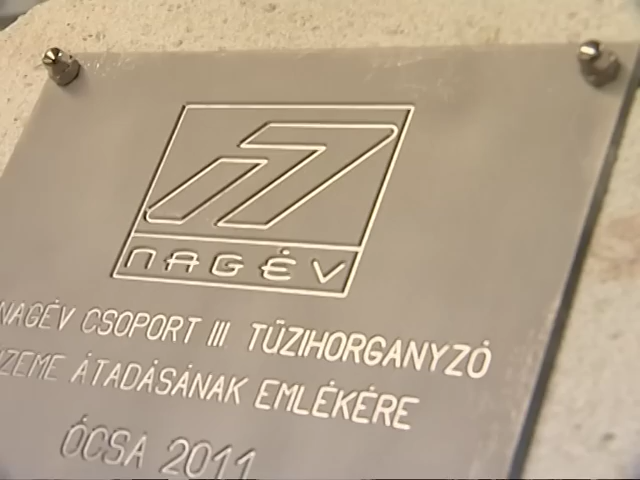 NAGÉV
NAGÉV CSOPORT III. TŰZIHORGANYZÓ
ÜZEME ÁTADÁSÁNAK EMLÉKÉRE
ÓCSA 2011